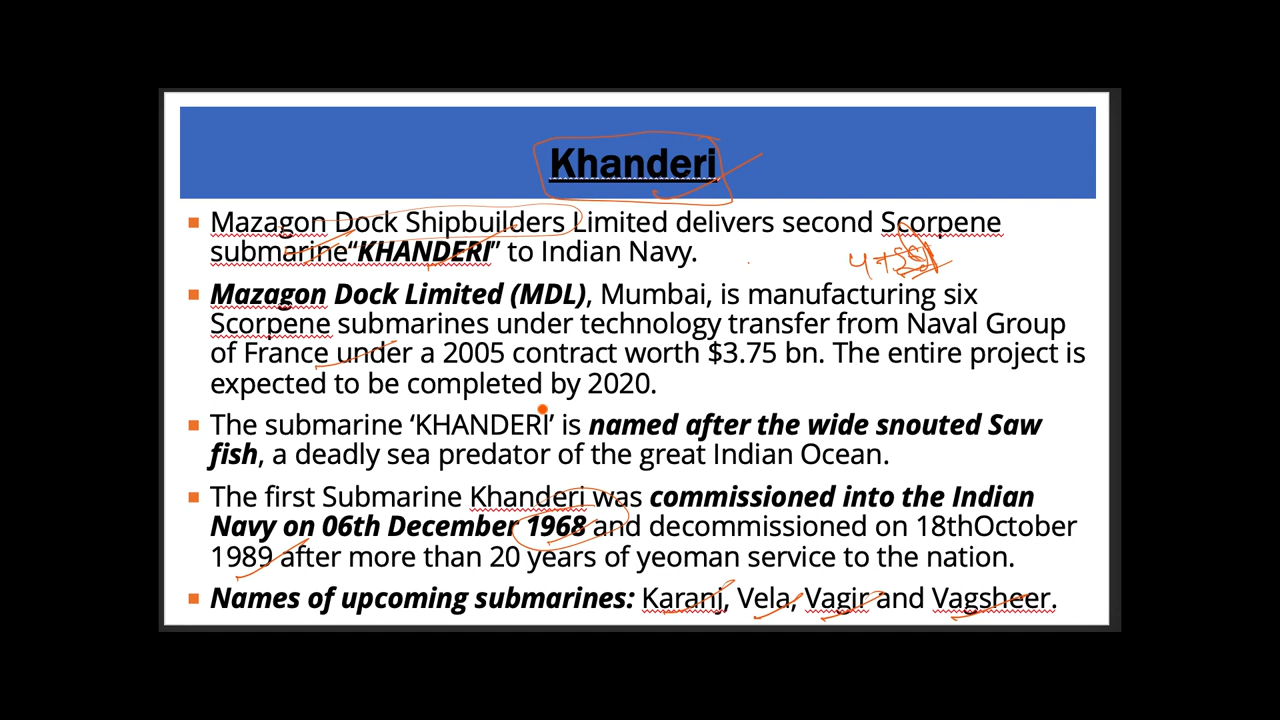 Khanderi
Mazagon Dock Shipbuilders Limited delivers second Scorpene
submarine“KHANDERI” to Indian Navy.
Mazagon Dock Limited (MDL), Mumbai, is manufacturing six
Scorpene submarines under technology transfer from Naval Group
of France under a 2005 contract worth $3.75 bn. The entire project is
expected to be completed by 2020.
The submarine ‘KHANDERI’ is named after the wide snouted Saw
fish, a deadly sea predator of the great Indian Ocean.
The first Submarine Khanderi was commissioned into the Indian
Navy on 06th December 1968 and decommissioned on 18thOctober
1989 after more than 20 years of yeoman service to the nation.
Names of upcoming submarines: Karanj, Vela, Vagir and Vagsheer.